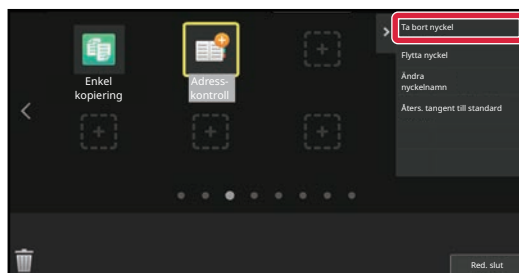 Enkel
kopiering
Adress-
kontroll
Ta bort nyckel
Flytta nyckel
Ändra
nyckelnamn
Åters. tangent till standard
Red. slut